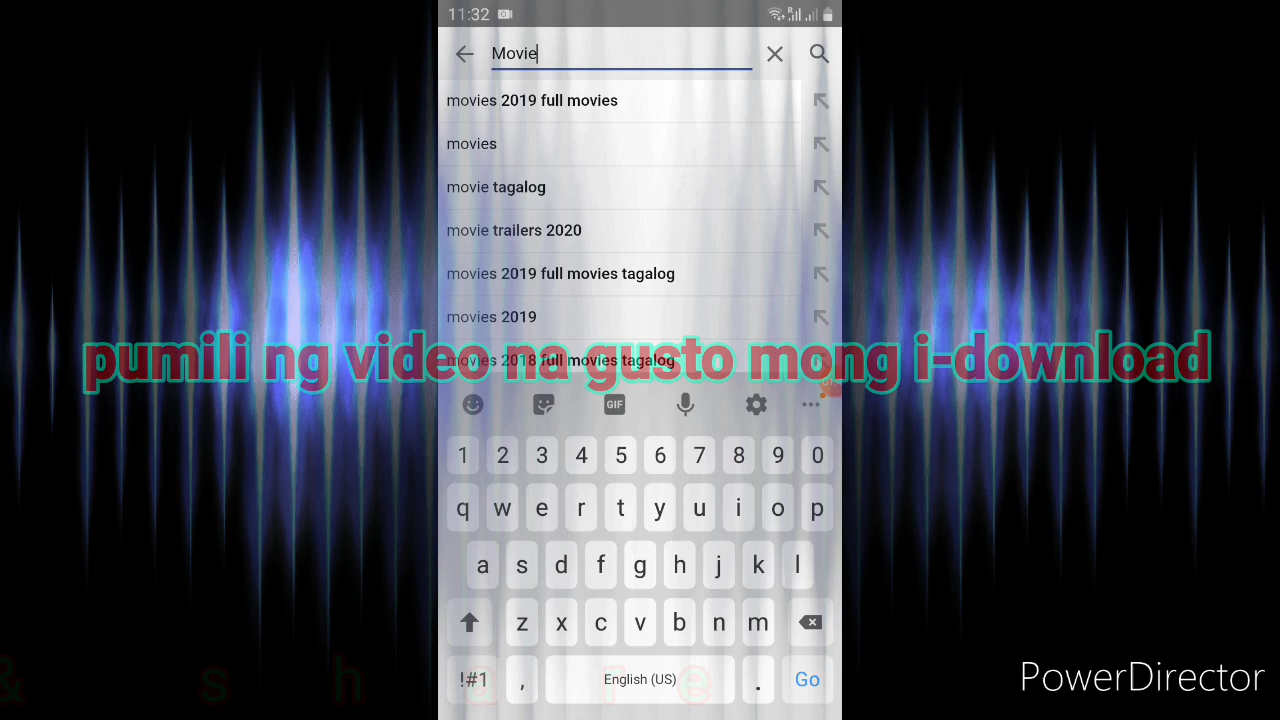 11:32
Movie
movies 2019 full movies
movies
movie tagalog
movie trailers 2020
movies 2019 full movies tagalog
movies 2019
movies 2018 full movies tagalog
pumili ng video na gusto mong i-download
GIF
1 2 3 4 5 6 7 8 9 0
q w e r t y u i o p
a s d f g h j k l
z x c v b n m
!#1 , English (US) . Go
& s h a r e
PowerDirector